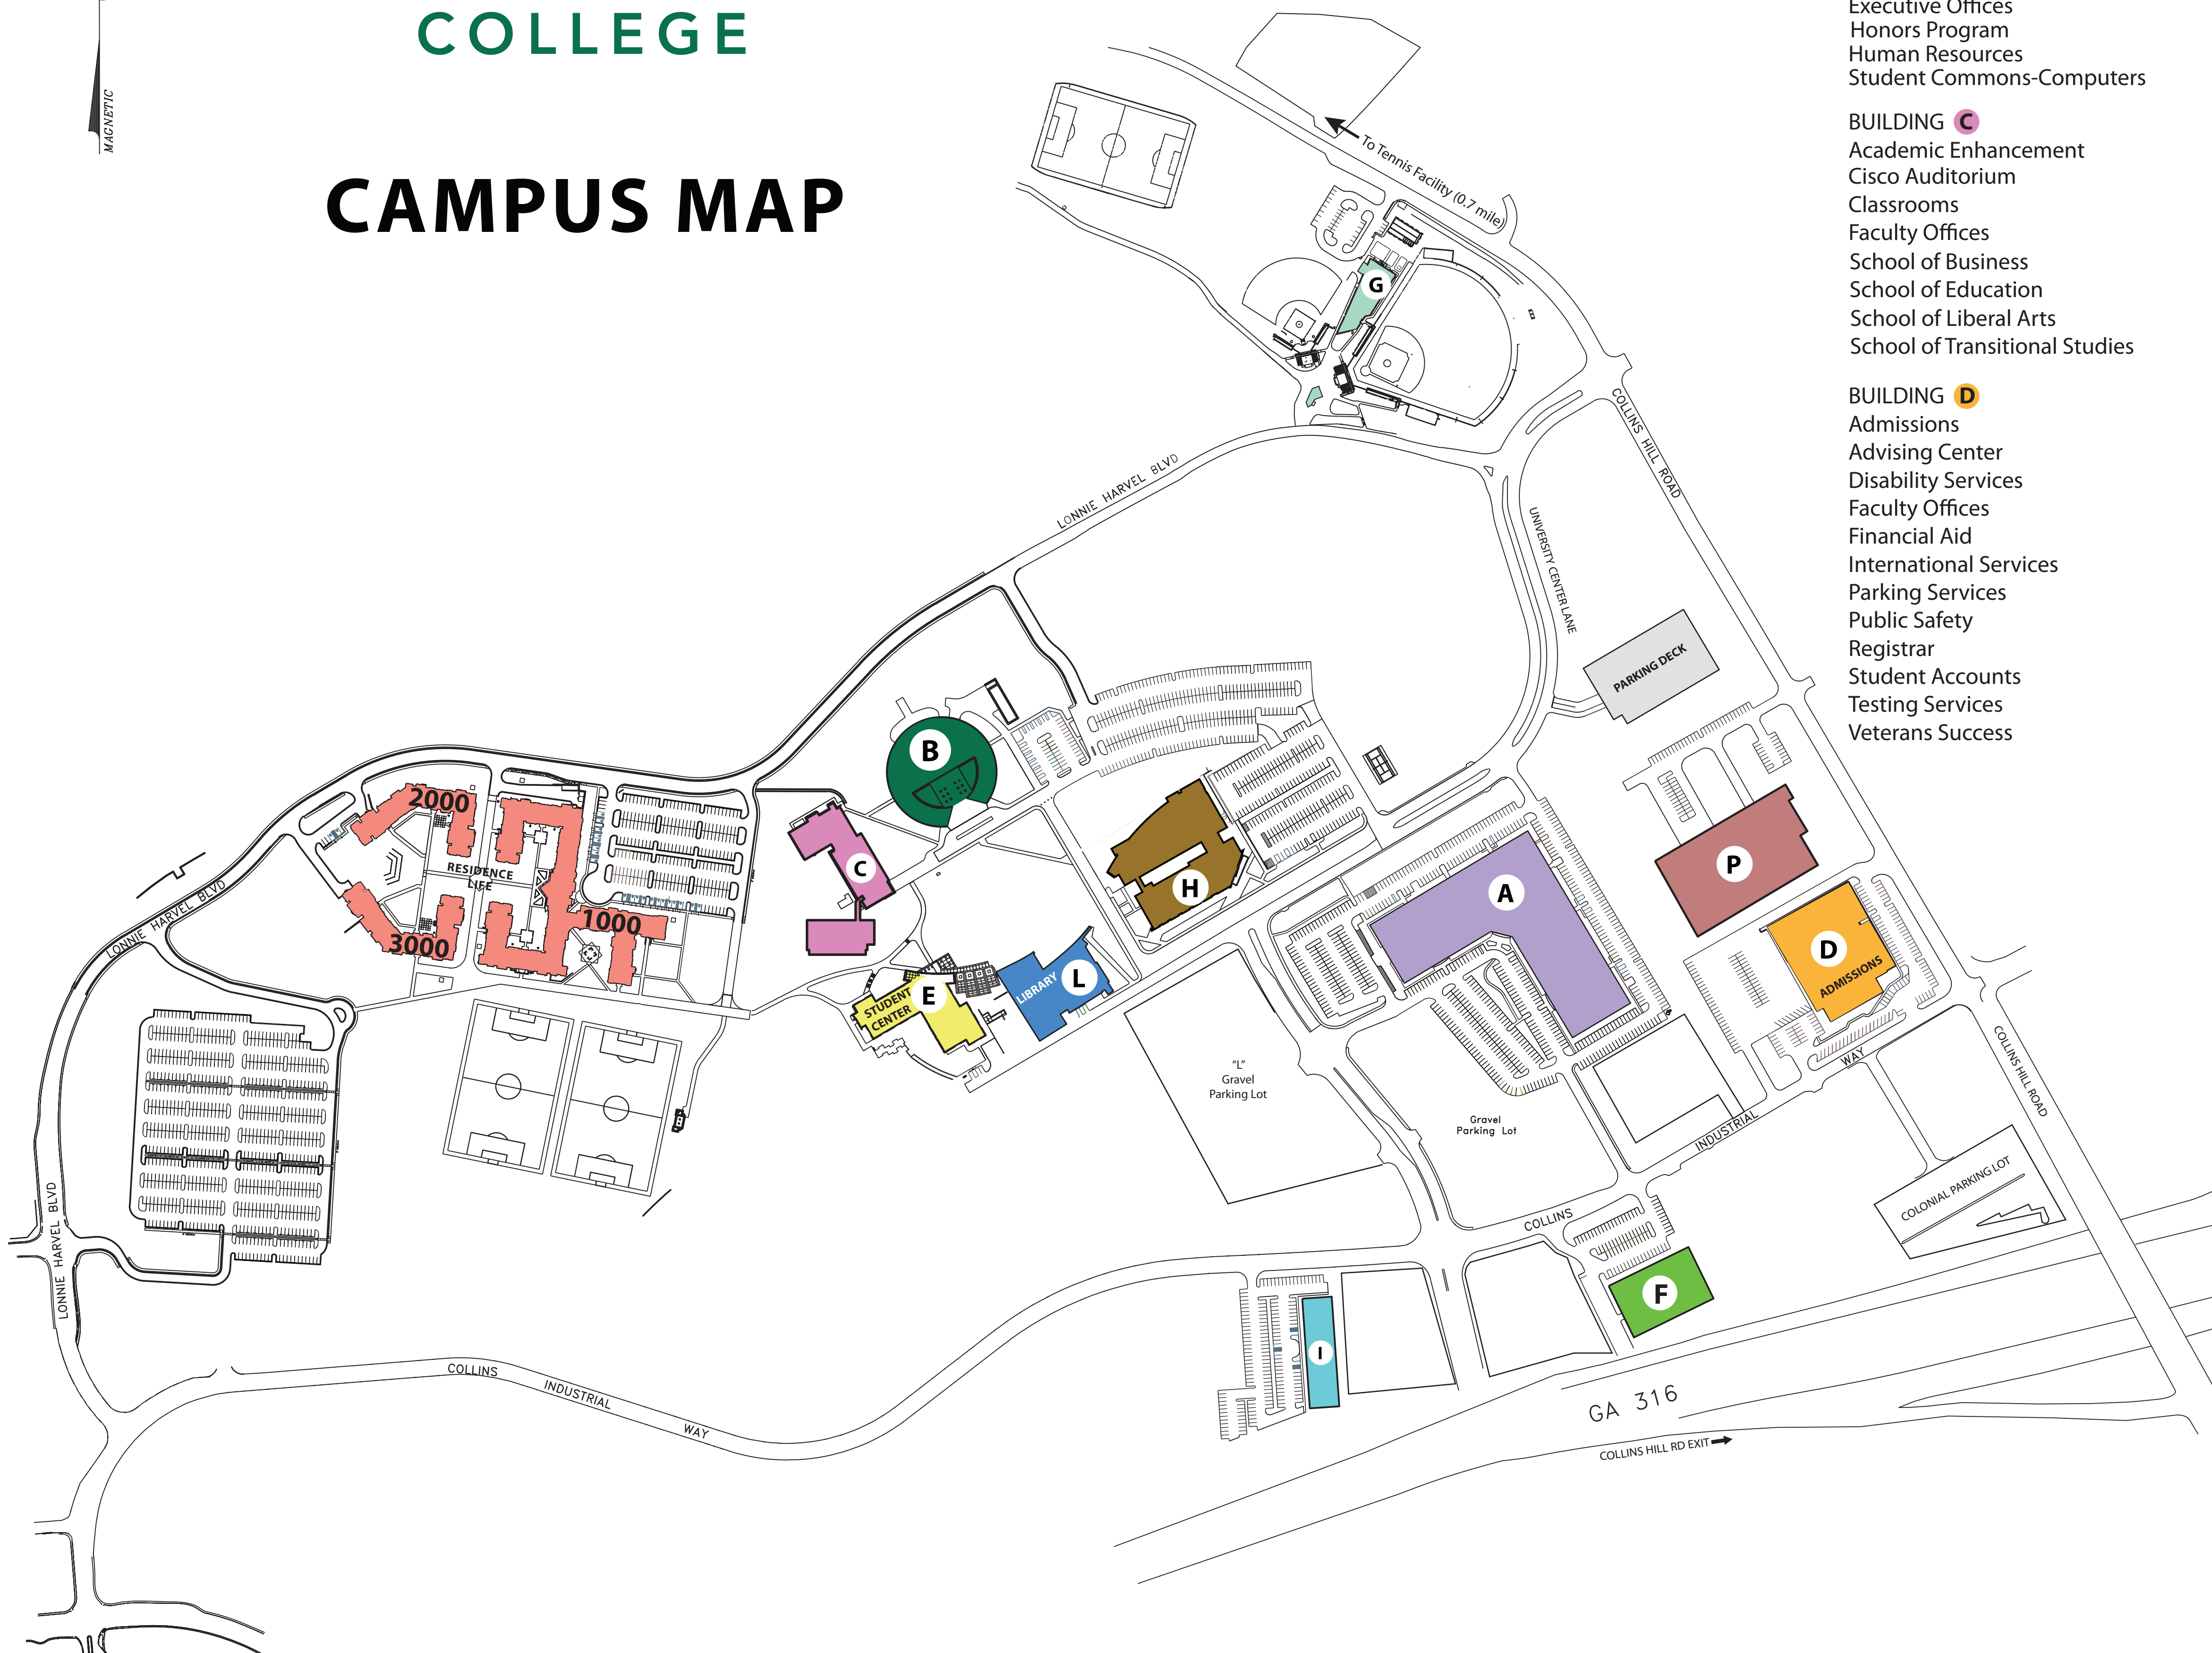 COLLEGE
CAMPUS MAP
MAGNETIC
Executive Offices
Honors Program
Human Resources
Student Commons-Computers
BUILDING C
Academic Enhancement
Cisco Auditorium
Classrooms
Faculty Offices
School of Business
School of Education
School of Liberal Arts
School of Transitional Studies
BUILDING D
Admissions
Advising Center
Disability Services
Faculty Offices
Financial Aid
International Services
Parking Services
Public Safety
Registrar
Student Accounts
Testing Services
Veterans Success
To Tennis Facility (0.7 mile)
G
COLLINS HILL ROAD
LONNIE HARVEL BLVD
UNIVERSITY CENTER LANE
PARKING DECK
B
2000
C
RESIDENCE
LIFE
1000
3000
H
A
P
D
ADMISSIONS
LONNIE HARVEL BLVD
STUDENT
CENTER
E
LIBRARY
L
"L"
Gravel
Parking Lot
Gravel
Parking Lot
WAY
INDUSTRIAL
COLLINS
COLLINS HILL ROAD
COLONIAL PARKING LOT
LONNIE HARVEL BLVD
LONNIE HARVEL BLVD
F
I
COLLINS
INDUSTRIAL
WAY
GA 316
COLLINS HILL RD EXIT